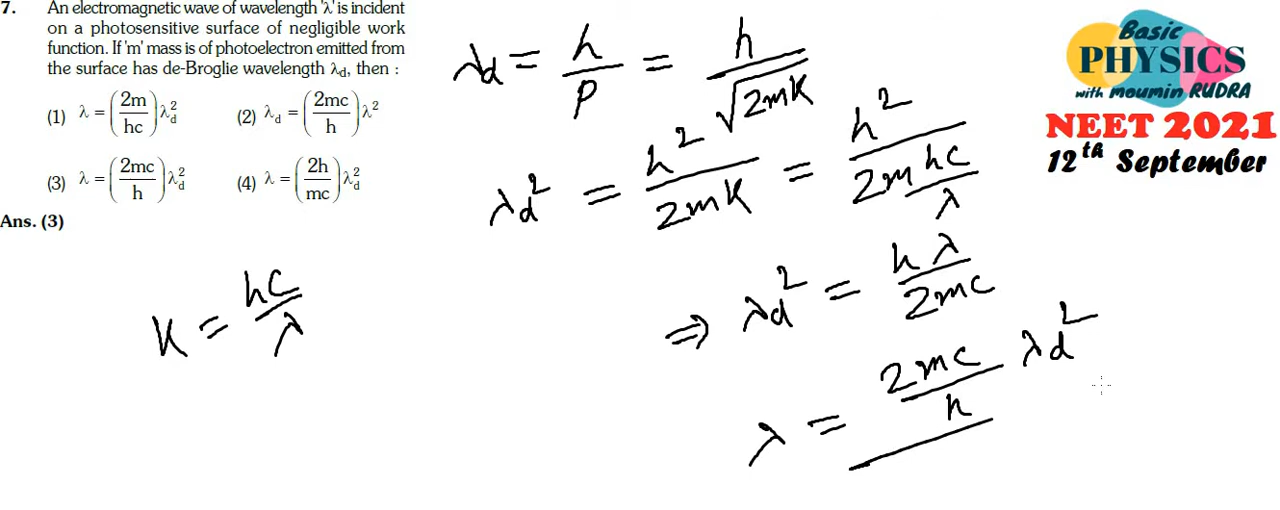 7. An electromagnetic wave of wavelength 'λ' is incident
on a photosensitive surface of negligible work
function. If 'm' mass is of photoelectron emitted from
the surface has de-Broglie wavelength λd, then :
(1) λ = (2m/hc) λd² (2) λd = (2mc/h) λ²
(3) λ = (2mc/h) λd² (4) λ = (2h/mc) λd²
Ans. (3)
K = hc/λ
λd = h/p = h/√2mK
λd² = h²/2mK = h²/2m hc/λ
⇒ λd² = hλ/2mc
λ = 2mc/h λd²
Basic
PHYSICS
with moumin RUDRA
NEET 2021
12th September